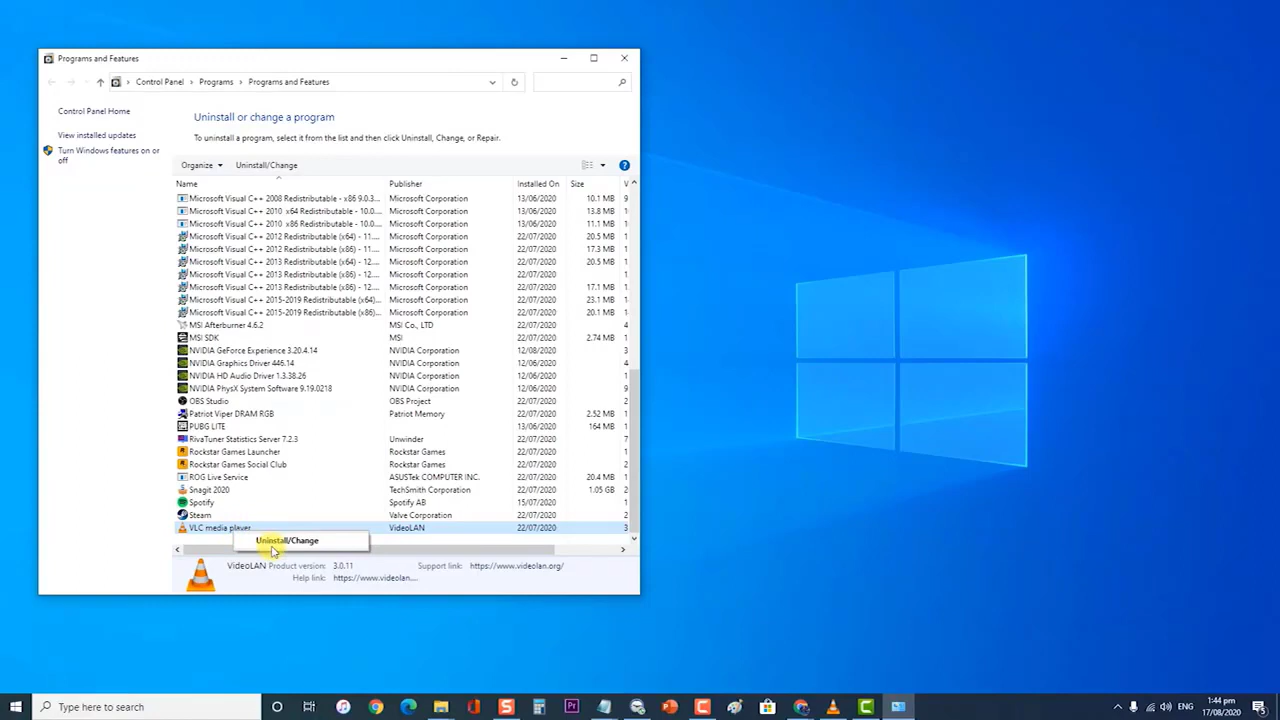 Programs and Features
Control Panel > Programs > Programs and Features
Control Panel Home
View installed updates
Turn Windows features on or
off
Uninstall or change a program
To uninstall a program, select it from the list and then click Uninstall, Change, or Repair.
Organize Uninstall/Change
Name Publisher Installed On Size V
Microsoft Visual C++ 2008 Redistributable - x86 9.0.3... Microsoft Corporation 13/06/2020 10.1 MB 9
Microsoft Visual C++ 2010 x64 Redistributable - 10.0.... Microsoft Corporation 13/06/2020 13.8 MB 1
Microsoft Visual C++ 2010 x86 Redistributable - 10.0.... Microsoft Corporation 13/06/2020 11.1 MB 1
Microsoft Visual C++ 2012 Redistributable (x64) - 11.... Microsoft Corporation 22/07/2020 20.5 MB 1
Microsoft Visual C++ 2012 Redistributable (x86) - 11.... Microsoft Corporation 22/07/2020 17.3 MB 1
Microsoft Visual C++ 2013 Redistributable (x64) - 12.... Microsoft Corporation 22/07/2020 20.5 MB 1
Microsoft Visual C++ 2013 Redistributable (x86) - 12.... Microsoft Corporation 22/07/2020 1
Microsoft Visual C++ 2013 Redistributable (x86) - 12.... Microsoft Corporation 22/07/2020 17.1 MB 1
Microsoft Visual C++ 2015-2019 Redistributable (x64)... Microsoft Corporation 22/07/2020 23.1 MB 1
Microsoft Visual C++ 2015-2019 Redistributable (x86)... Microsoft Corporation 22/07/2020 20.1 MB 1
MSI Afterburner 4.6.2 MSI Co., LTD 22/07/2020 4
MSI SDK MSI 22/07/2020 2.74 MB 1
NVIDIA GeForce Experience 3.20.4.14 NVIDIA Corporation 12/08/2020 3
NVIDIA Graphics Driver 446.14 NVIDIA Corporation 22/07/2020 4
NVIDIA HD Audio Driver 1.3.38.26 NVIDIA Corporation 22/07/2020 1
NVIDIA PhysX System Software 9.19.0218 NVIDIA Corporation 22/07/2020 9
OBS Studio OBS Project 22/07/2020 2
Patriot Viper DRAM RGB Patriot Memory 22/07/2020 2.52 MB 1
PUBG LITE 13/06/2020 164 MB 1
RivaTuner Statistics Server 7.2.3 Unwinder 22/07/2020 7
Rockstar Games Launcher Rockstar Games 22/07/2020 1
Rockstar Games Social Club Rockstar Games 22/07/2020 2
ROG Live Service ASUSTek COMPUTER INC. 22/07/2020 20.4 MB 1
Snagit 2020 TechSmith Corporation 22/07/2020 1.05 GB 2
Spotify Spotify AB 15/07/2020 1
Steam Valve Corporation 22/07/2020 2
VLC media player VideoLAN 22/07/2020 3
Uninstall/Change
VideoLAN Product version: 3.0.11 Support link: https://www.videolan.org/
Help link: https://www.videolan....
Type here to search
ENG
1:44 pm
17/08/2020